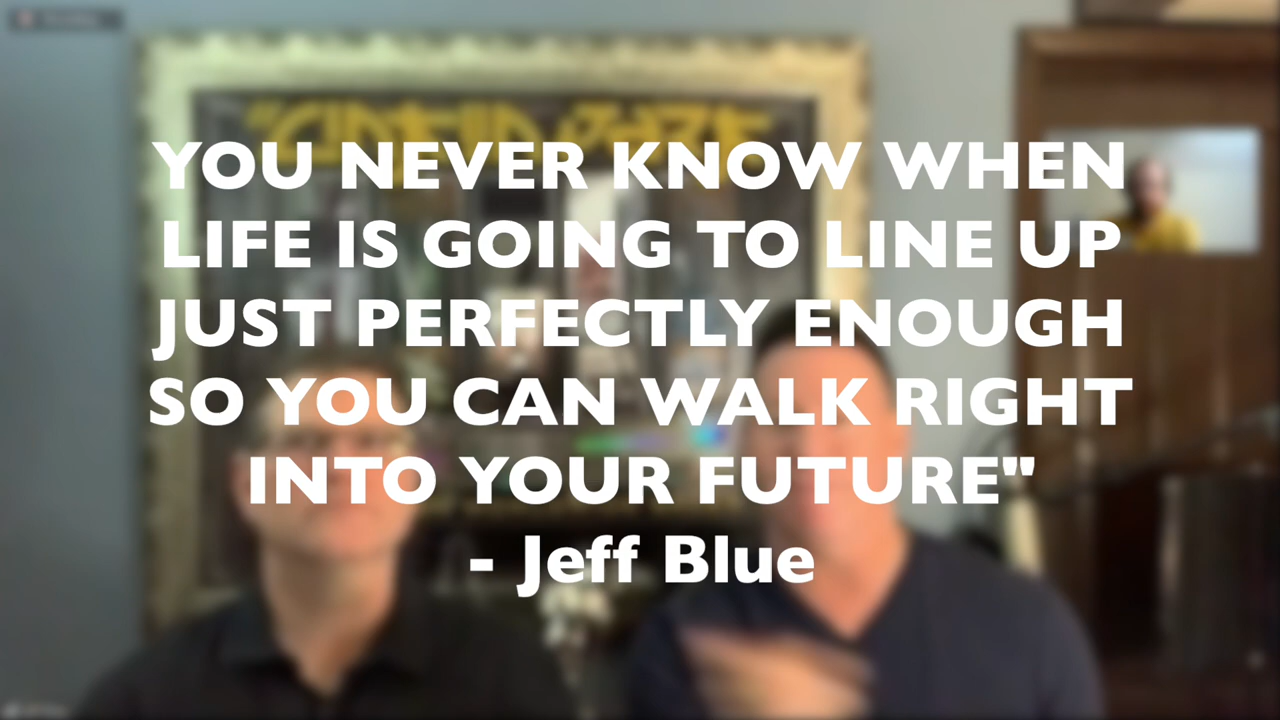 YOU NEVER KNOW WHEN
LIFE IS GOING TO LINE UP
JUST PERFECTLY ENOUGH
SO YOU CAN WALK RIGHT
INTO YOUR FUTURE"
- Jeff Blue